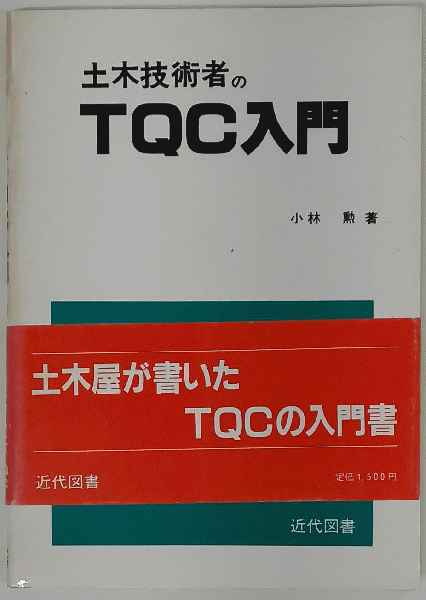 土木技術者の
TQC入門
小林 勲 著
土木屋が書いた
TQCの入門書
近代図書
定価1,500円
近代図書